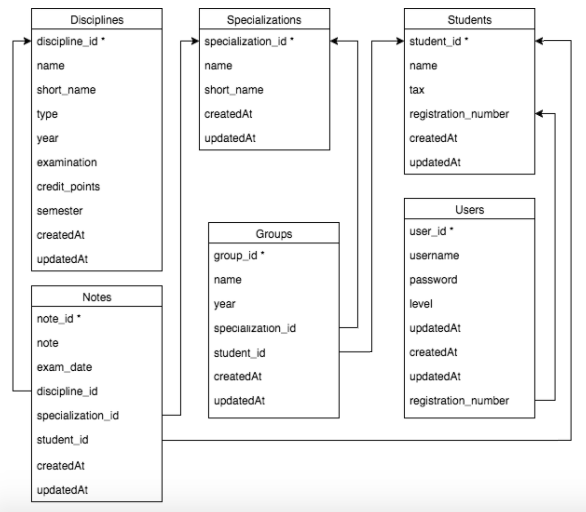 Disciplines
discipline_id *
name
short_name
type
year
examination
credit_points
semester
createdAt
updatedAt
Specializations
specialization_id *
name
short_name
createdAt
updatedAt
Students
student_id *
name
tax
registration_number
createdAt
updatedAt
Notes
note_id *
note
exam_date
discipline_id
specialization_id
student_id
createdAt
updatedAt
Groups
group_id *
name
year
specialization_id
student_id
createdAt
updatedAt
Users
user_id *
username
password
level
updatedAt
createdAt
updatedAt
registration_number